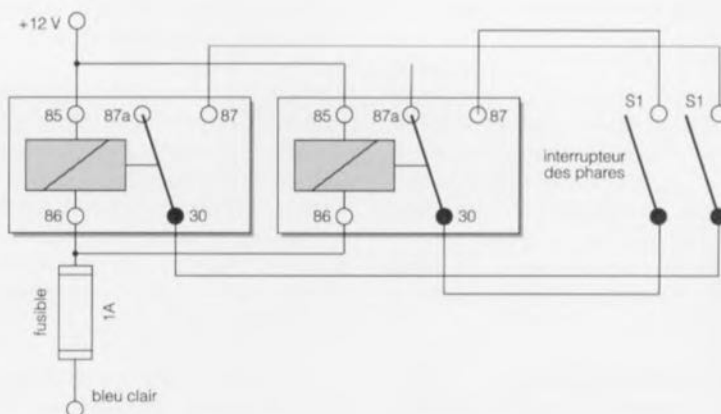 +12 V
S1
S1
85
87a
87
85
87a
87
interrupteur
des phares
86
30
86
30
fusible
1A
bleu clair